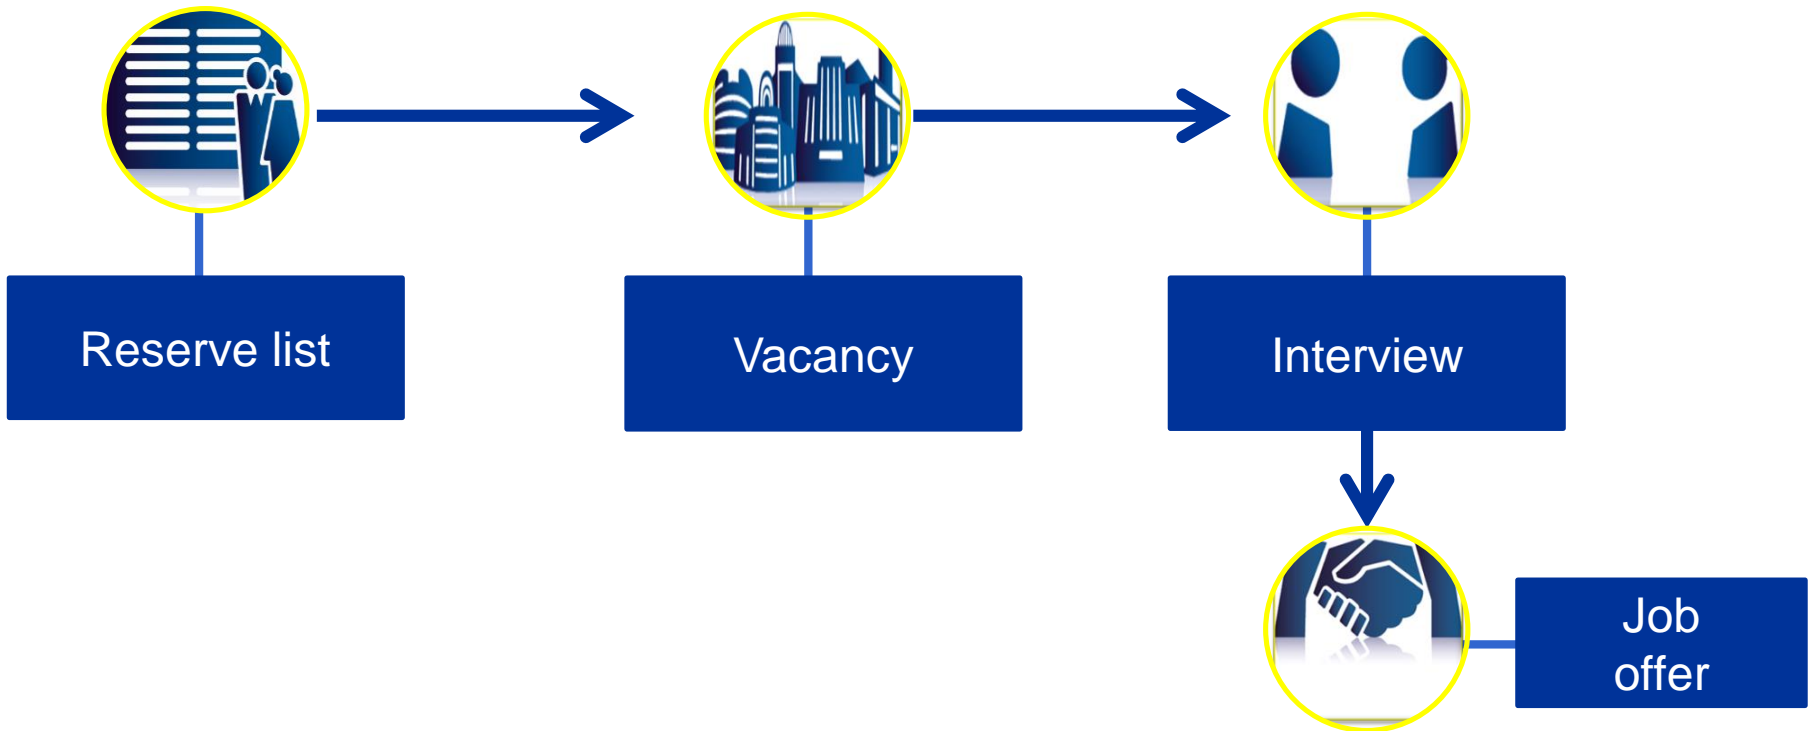 Reserve list
Vacancy
Interview
Job
offer